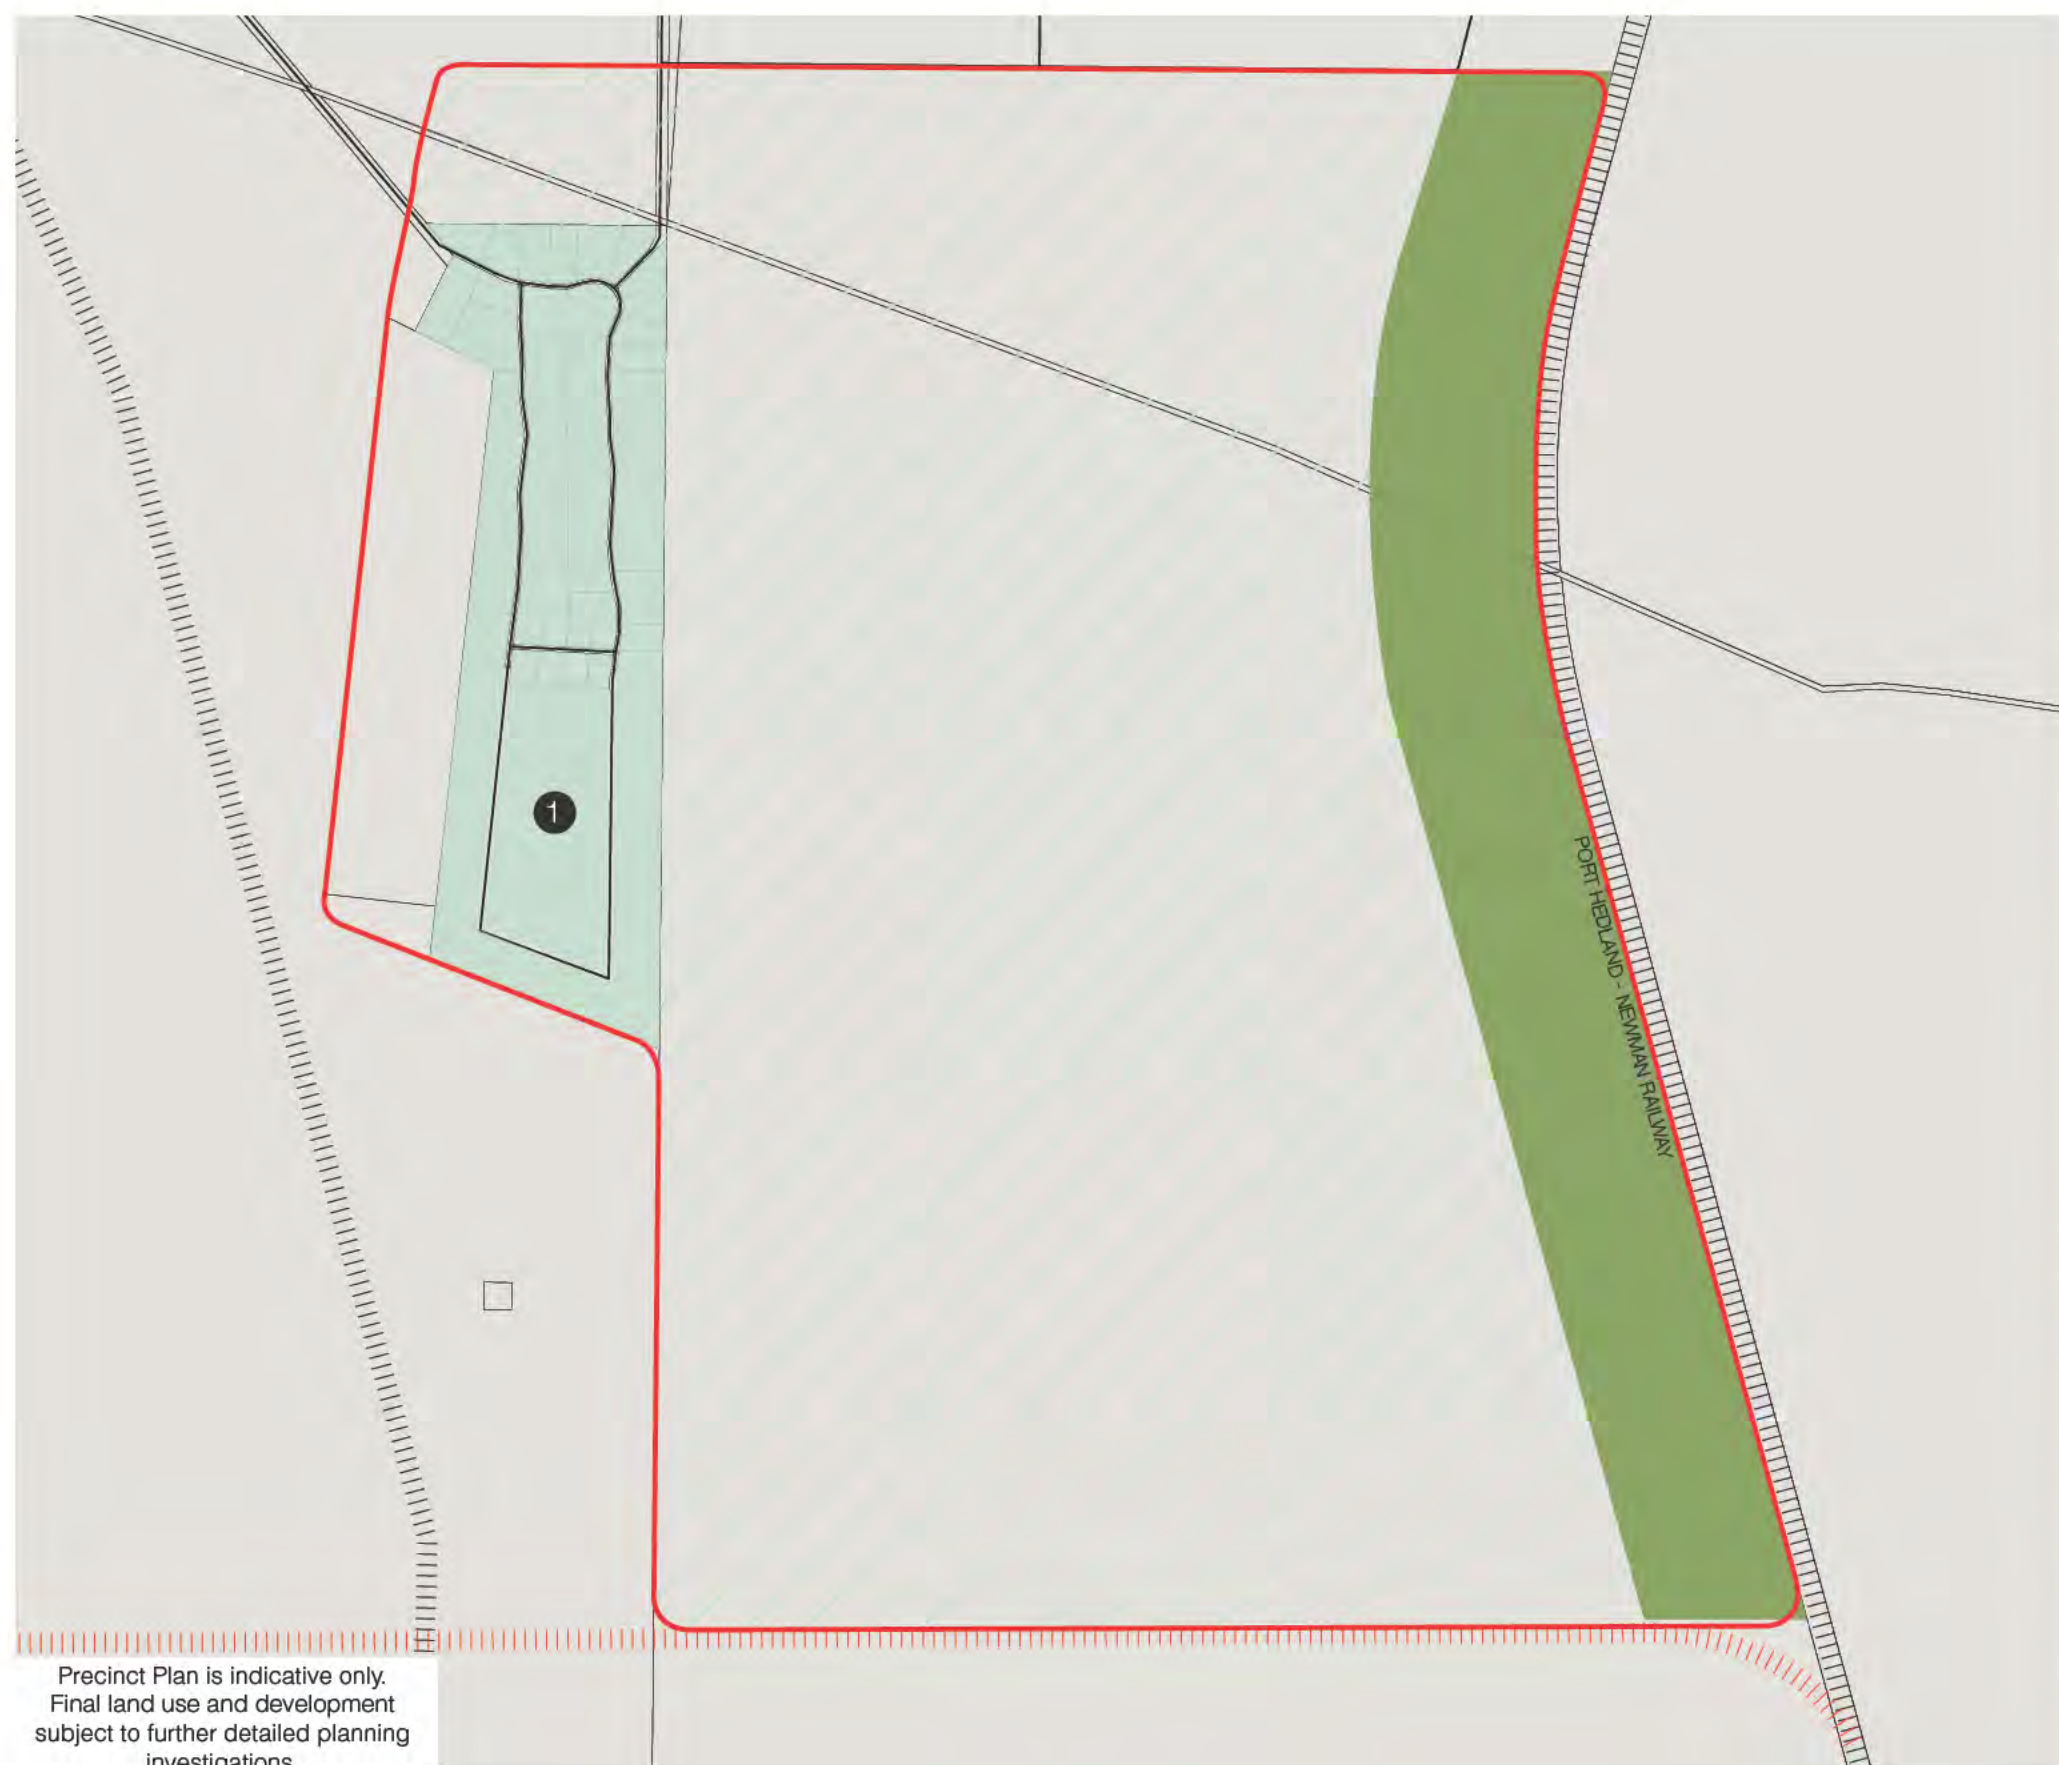 1
PORT HEDLAND - NEWMAN RAILWAY
Precinct Plan is indicative only.
Final land use and development
subject to further detailed planning
investigations